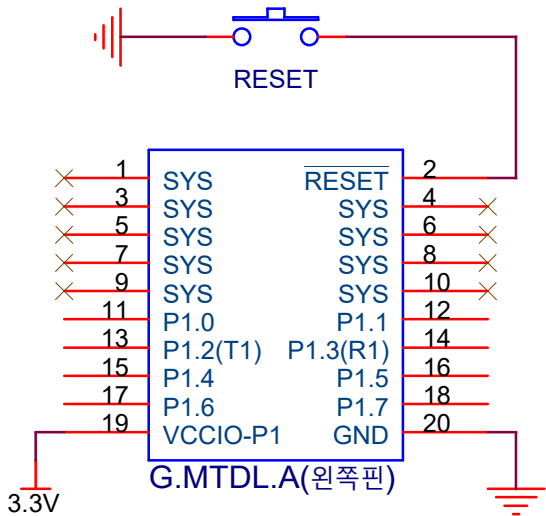 RESET
1 SYS RESET 2
3 SYS SYS 4
5 SYS SYS 6
7 SYS SYS 8
9 SYS SYS 10
11 P1.0 P1.1 12
13 P1.2(T1) P1.3(R1) 14
15 P1.4 P1.5 16
17 P1.6 P1.7 18
19 VCCIO-P1 GND 20
G.MTDL.A(왼쪽핀)
3.3V